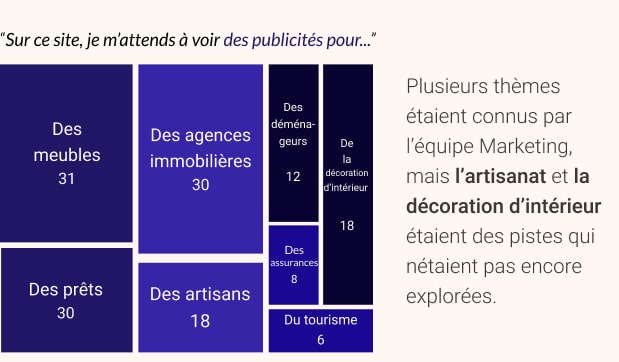 “Sur ce site, je m’attends à voir des publicités pour...”
Des
meubles
31
Des prêts
30
Des agences
immobilières
30
Des artisans
18
Des
déména-
geurs
12
De
la
décoration
d’intérieur
18
Des
assurances
8
Du tourisme
6
Plusieurs thèmes
étaient connus par
l’équipe Marketing,
mais l’artisanat et la
décoration d’intérieur
étaient des pistes qui
nétaient pas encore
explorées.